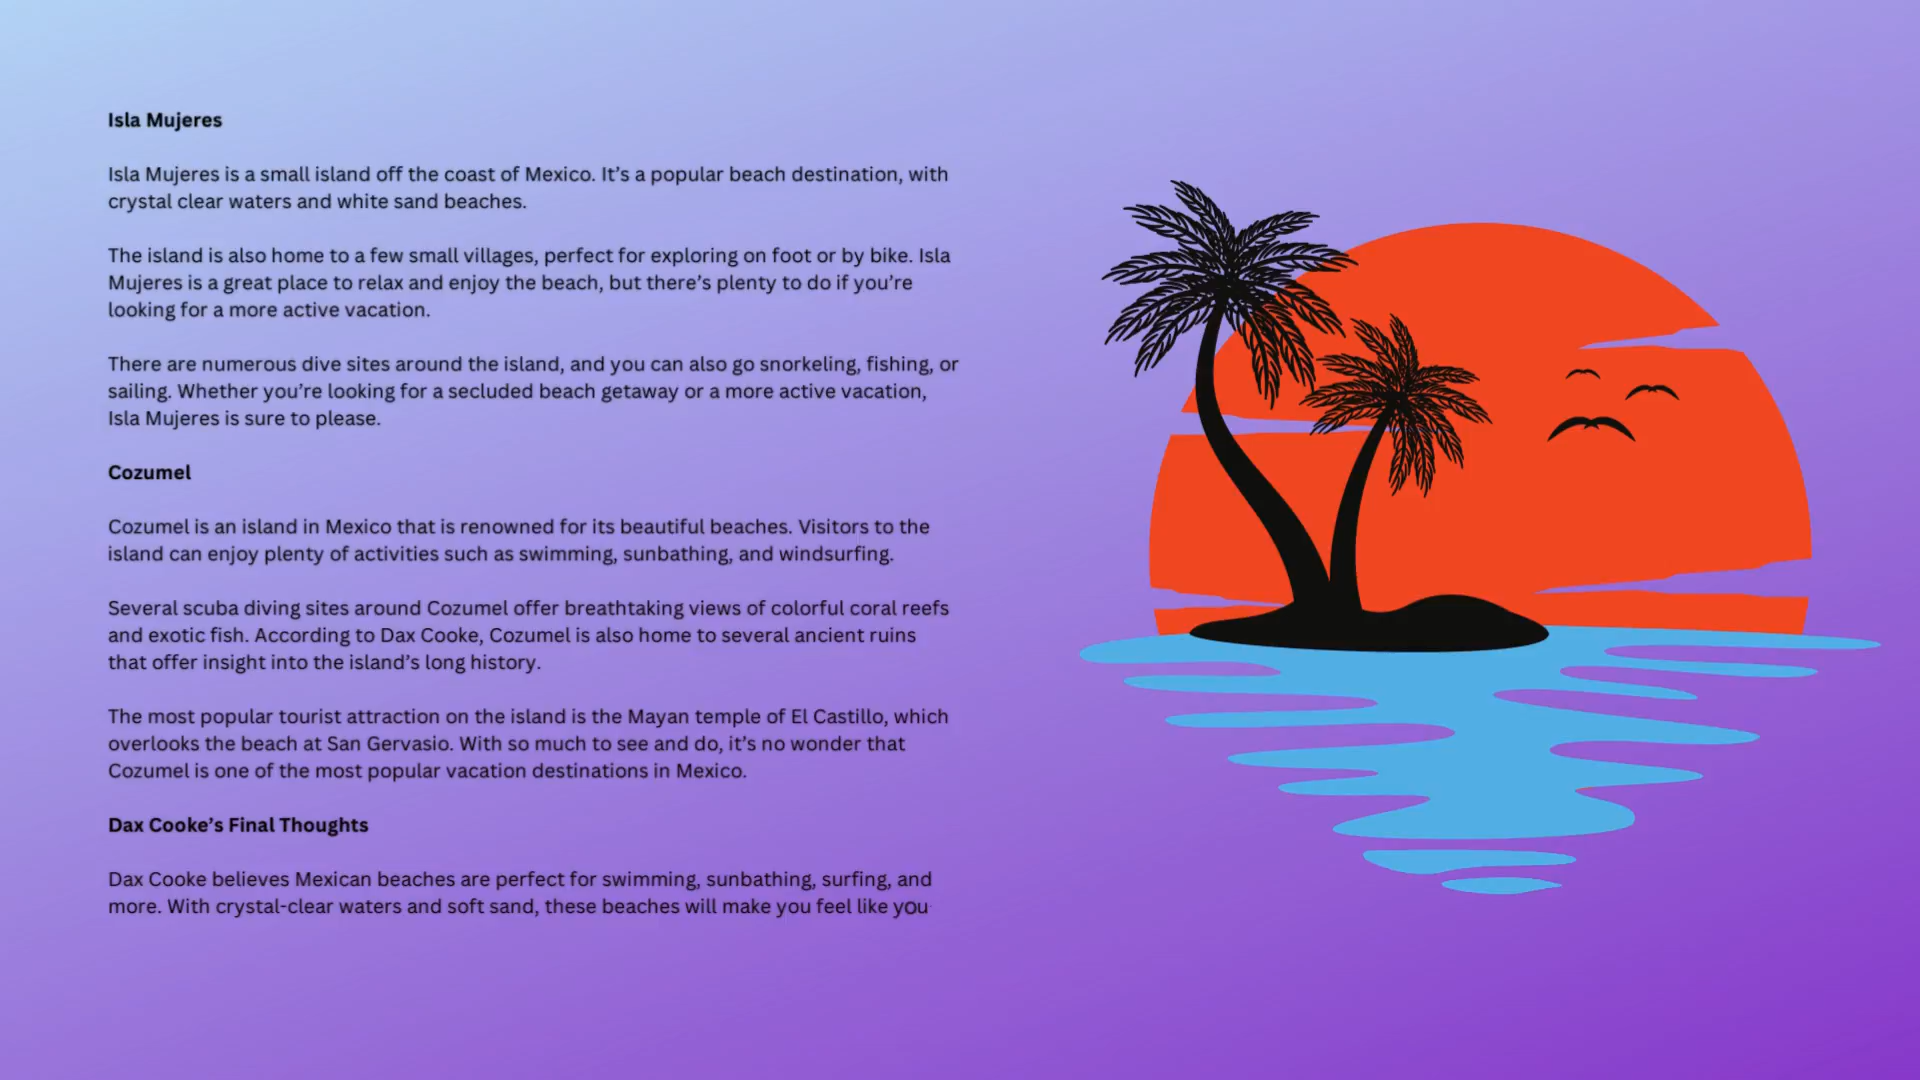 Isla Mujeres
Isla Mujeres is a small island off the coast of Mexico. It’s a popular beach destination, with
crystal clear waters and white sand beaches.
The island is also home to a few small villages, perfect for exploring on foot or by bike. Isla
Mujeres is a great place to relax and enjoy the beach, but there’s plenty to do if you’re
looking for a more active vacation.
There are numerous dive sites around the island, and you can also go snorkeling, fishing, or
sailing. Whether you’re looking for a secluded beach getaway or a more active vacation,
Isla Mujeres is sure to please.
Cozumel
Cozumel is an island in Mexico that is renowned for its beautiful beaches. Visitors to the
island can enjoy plenty of activities such as swimming, sunbathing, and windsurfing.
Several scuba diving sites around Cozumel offer breathtaking views of colorful coral reefs
and exotic fish. According to Dax Cooke, Cozumel is also home to several ancient ruins
that offer insight into the island’s long history.
The most popular tourist attraction on the island is the Mayan temple of El Castillo, which
overlooks the beach at San Gervasio. With so much to see and do, it’s no wonder that
Cozumel is one of the most popular vacation destinations in Mexico.
Dax Cooke’s Final Thoughts
Dax Cooke believes Mexican beaches are perfect for swimming, sunbathing, surfing, and
more. With crystal-clear waters and soft sand, these beaches will make you feel like you